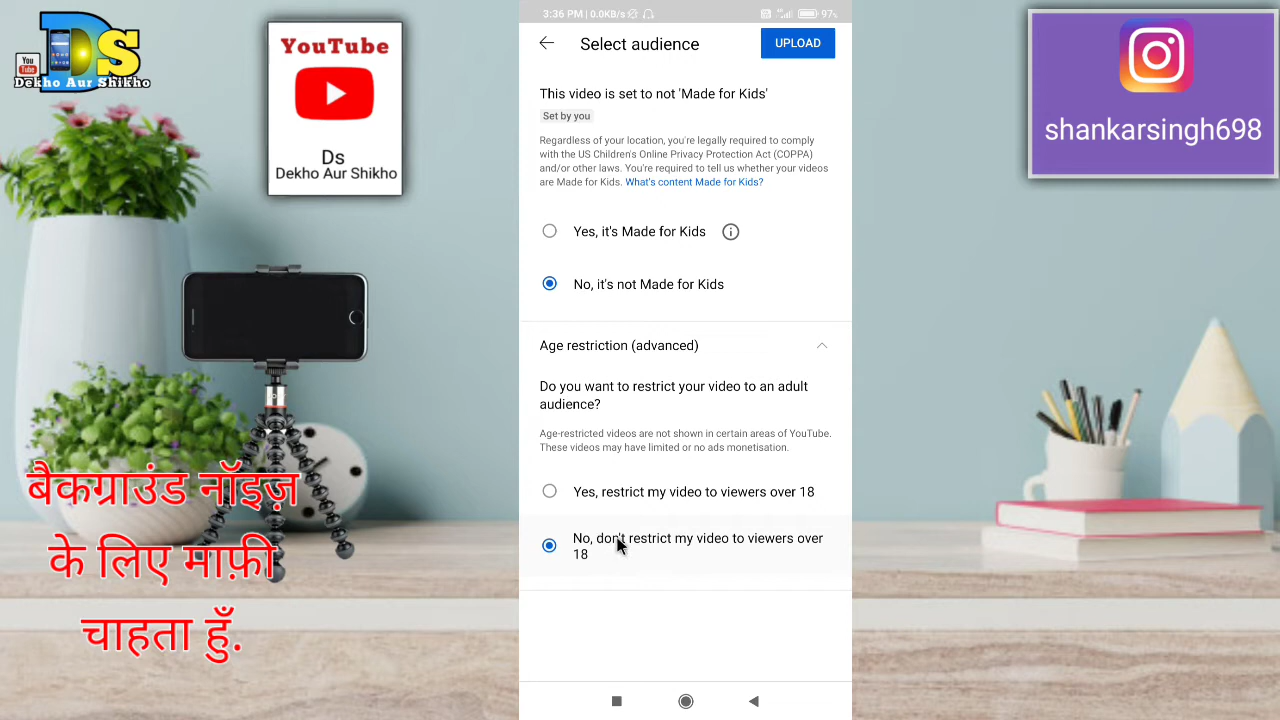 DS
You
Tube
Dekho Aur Shikho
YouTube
Ds
Dekho Aur Shikho
3:36 PM | 0.0KB/s
97%
Select audience
UPLOAD
This video is set to not 'Made for Kids'
Set by you
Regardless of your location, you're legally required to comply
with the US Children's Online Privacy Protection Act (COPPA)
and/or other laws. You're required to tell us whether your videos
are Made for Kids. What's content Made for Kids?
Yes, it's Made for Kids
No, it's not Made for Kids
Age restriction (advanced)
Do you want to restrict your video to an adult
audience?
Age-restricted videos are not shown in certain areas of YouTube.
These videos may have limited or no ads monetisation.
Yes, restrict my video to viewers over 18
No, don't restrict my video to viewers over
18
shankarsingh698
बैकग्राउंड नॉइज़
के लिए माफ़ी
चाहता हुँ.